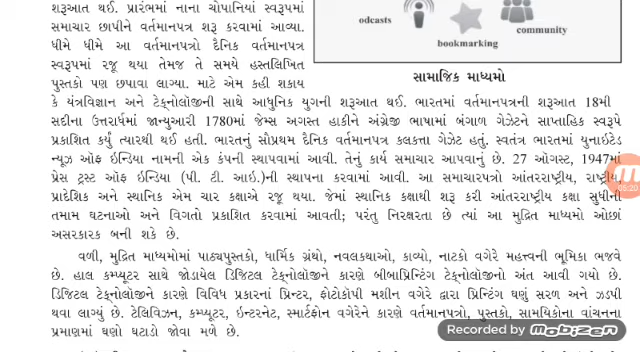 શરૂઆત થઈ. પ્રારંભમાં નાના ચોપાનિયાં સ્વરૂપમાં
સમાચાર છાપીને વર્તમાનપત્ર શરૂ કરવામાં આવ્યા.
ધીમે ધીમે આ વર્તમાનપત્રો દૈનિક વર્તમાનપત્ર
સ્વરૂપમાં રજૂ થયા તેમજ તે સમયે હસ્તલિખિત
પુસ્તકો પણ છપાવા લાગ્યા. માટે એમ કહી શકાય
odcasts
bookmarking
community
સામાજિક માધ્યમો
કે યંત્રવિજ્ઞાન અને ટેક્નોલૉજીની સાથે આધુનિક યુગની શરૂઆત થઈ. ભારતમાં વર્તમાનપત્રની શરૂઆત 18મી
સદીના ઉત્તરાર્ધમાં જાન્યુઆરી 1780માં જેમ્સ અગસ્ત હાકીને અંગ્રેજી ભાષામાં બંગાળ ગેઝેટને સાપ્તાહિક સ્વરૂપે
પ્રકાશિત કર્યું ત્યારથી થઈ હતી. ભારતનું સૌપ્રથમ દૈનિક વર્તમાનપત્ર કલકત્તા ગેઝેટ હતું. સ્વતંત્ર ભારતમાં યુનાઇટેડ
ન્યૂઝ ઑફ ઇન્ડિયા નામની એક કંપની સ્થાપવામાં આવી. તેનું કાર્ય સમાચાર આપવાનું છે. 27 ઑગસ્ટ, 1947માં
પ્રેસ ટ્રસ્ટ ઑફ ઇંડિયા (પી. ટી. આઇ.)ની સ્થાપના કરવામાં આવી. આ સમાચારપત્રો આંતરરાષ્ટ્રીય, રાષ્ટ્રીય,
પ્રાદેશિક અને સ્થાનિક એમ ચાર કક્ષાએ રજૂ થયા. જેમાં સ્થાનિક કક્ષાથી શરૂ કરી આંતરરાષ્ટ્રીય કક્ષા સુધીની
05:20
તમામ ઘટનાઓ અને વિગતો પ્રકાશિત કરવામાં આવતી; પરંતુ નિરક્ષરતા છે ત્યાં આ મુદ્રિત માધ્યમો ઓછાં
અસરકારક બની શકે છે.
વળી, મુદ્રિત માધ્યમોમાં પાઠ્યપુસ્તકો, ધાર્મિક ગ્રંથો, નવલકથાઓ, કાવ્યો, નાટકો વગેરે મહત્ત્વની ભૂમિકા ભજવે
છે. હાલ કમ્પ્યૂટર સાથે જોડાયેલ ડિજિટલ ટેક્નોલૉજીને કારણે બીબાપ્રિન્ટિંગ ટેક્નોલૉજીનો અંત આવી ગયો છે.
ડિજિટલ ટેક્નોલૉજીને કારણે વિવિધ પ્રકારનાં પ્રિન્ટર, ફોટોકૉપી મશીન વગેરે દ્વારા પ્રિન્ટિંગ ઘણું સરળ અને ઝડપી
થવા લાગ્યું છે. ટેલિવિઝન, કમ્પ્યૂટર, ઇન્ટરનેટ, સ્માર્ટફોન વગેરેને કારણે વર્તમાનપત્રો, પુસ્તકો, સામયિકોના વાંચનના
પ્રમાણમાં ઘણો ઘટાડો જોવા મળે છે.
Recorded by Mobizen